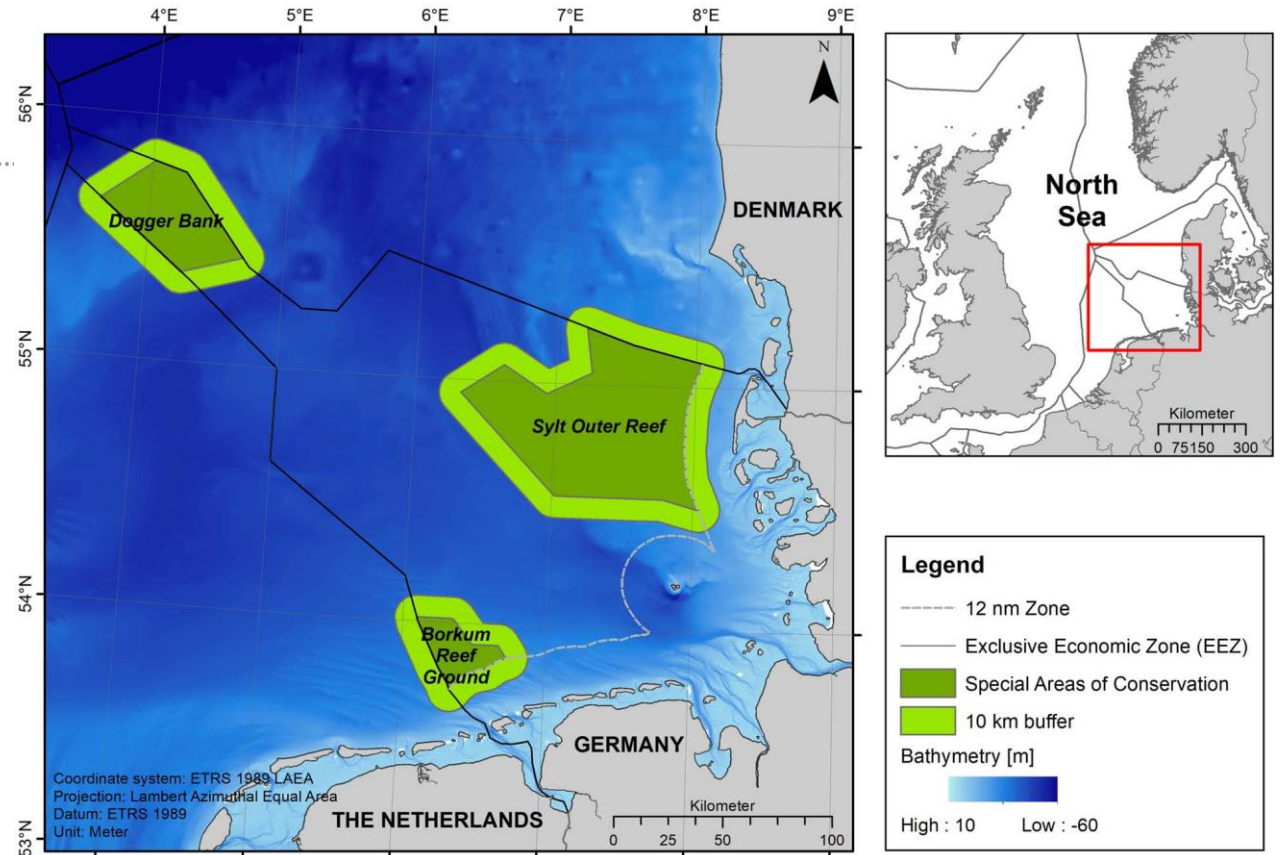 4°E
5°E
6°E
7°E
8°E
9°E
56°N
55°N
54°N
53°N
N
DENMARK
Dogger Bank
Sylt Outer Reef
Borkum
Reef
Ground
GERMANY
THE NETHERLANDS
Coordinate system: ETRS 1989 LAEA
Projection: Lambert Azimuthal Equal Area
Datum: ETRS 1989
Unit: Meter
Kilometer
0 25 50 100
North
Sea
Kilometer
0 75 150 300
Legend
12 nm Zone
Exclusive Economic Zone (EEZ)
Special Areas of Conservation
10 km buffer
Bathymetry [m]
High : 10 Low : -60